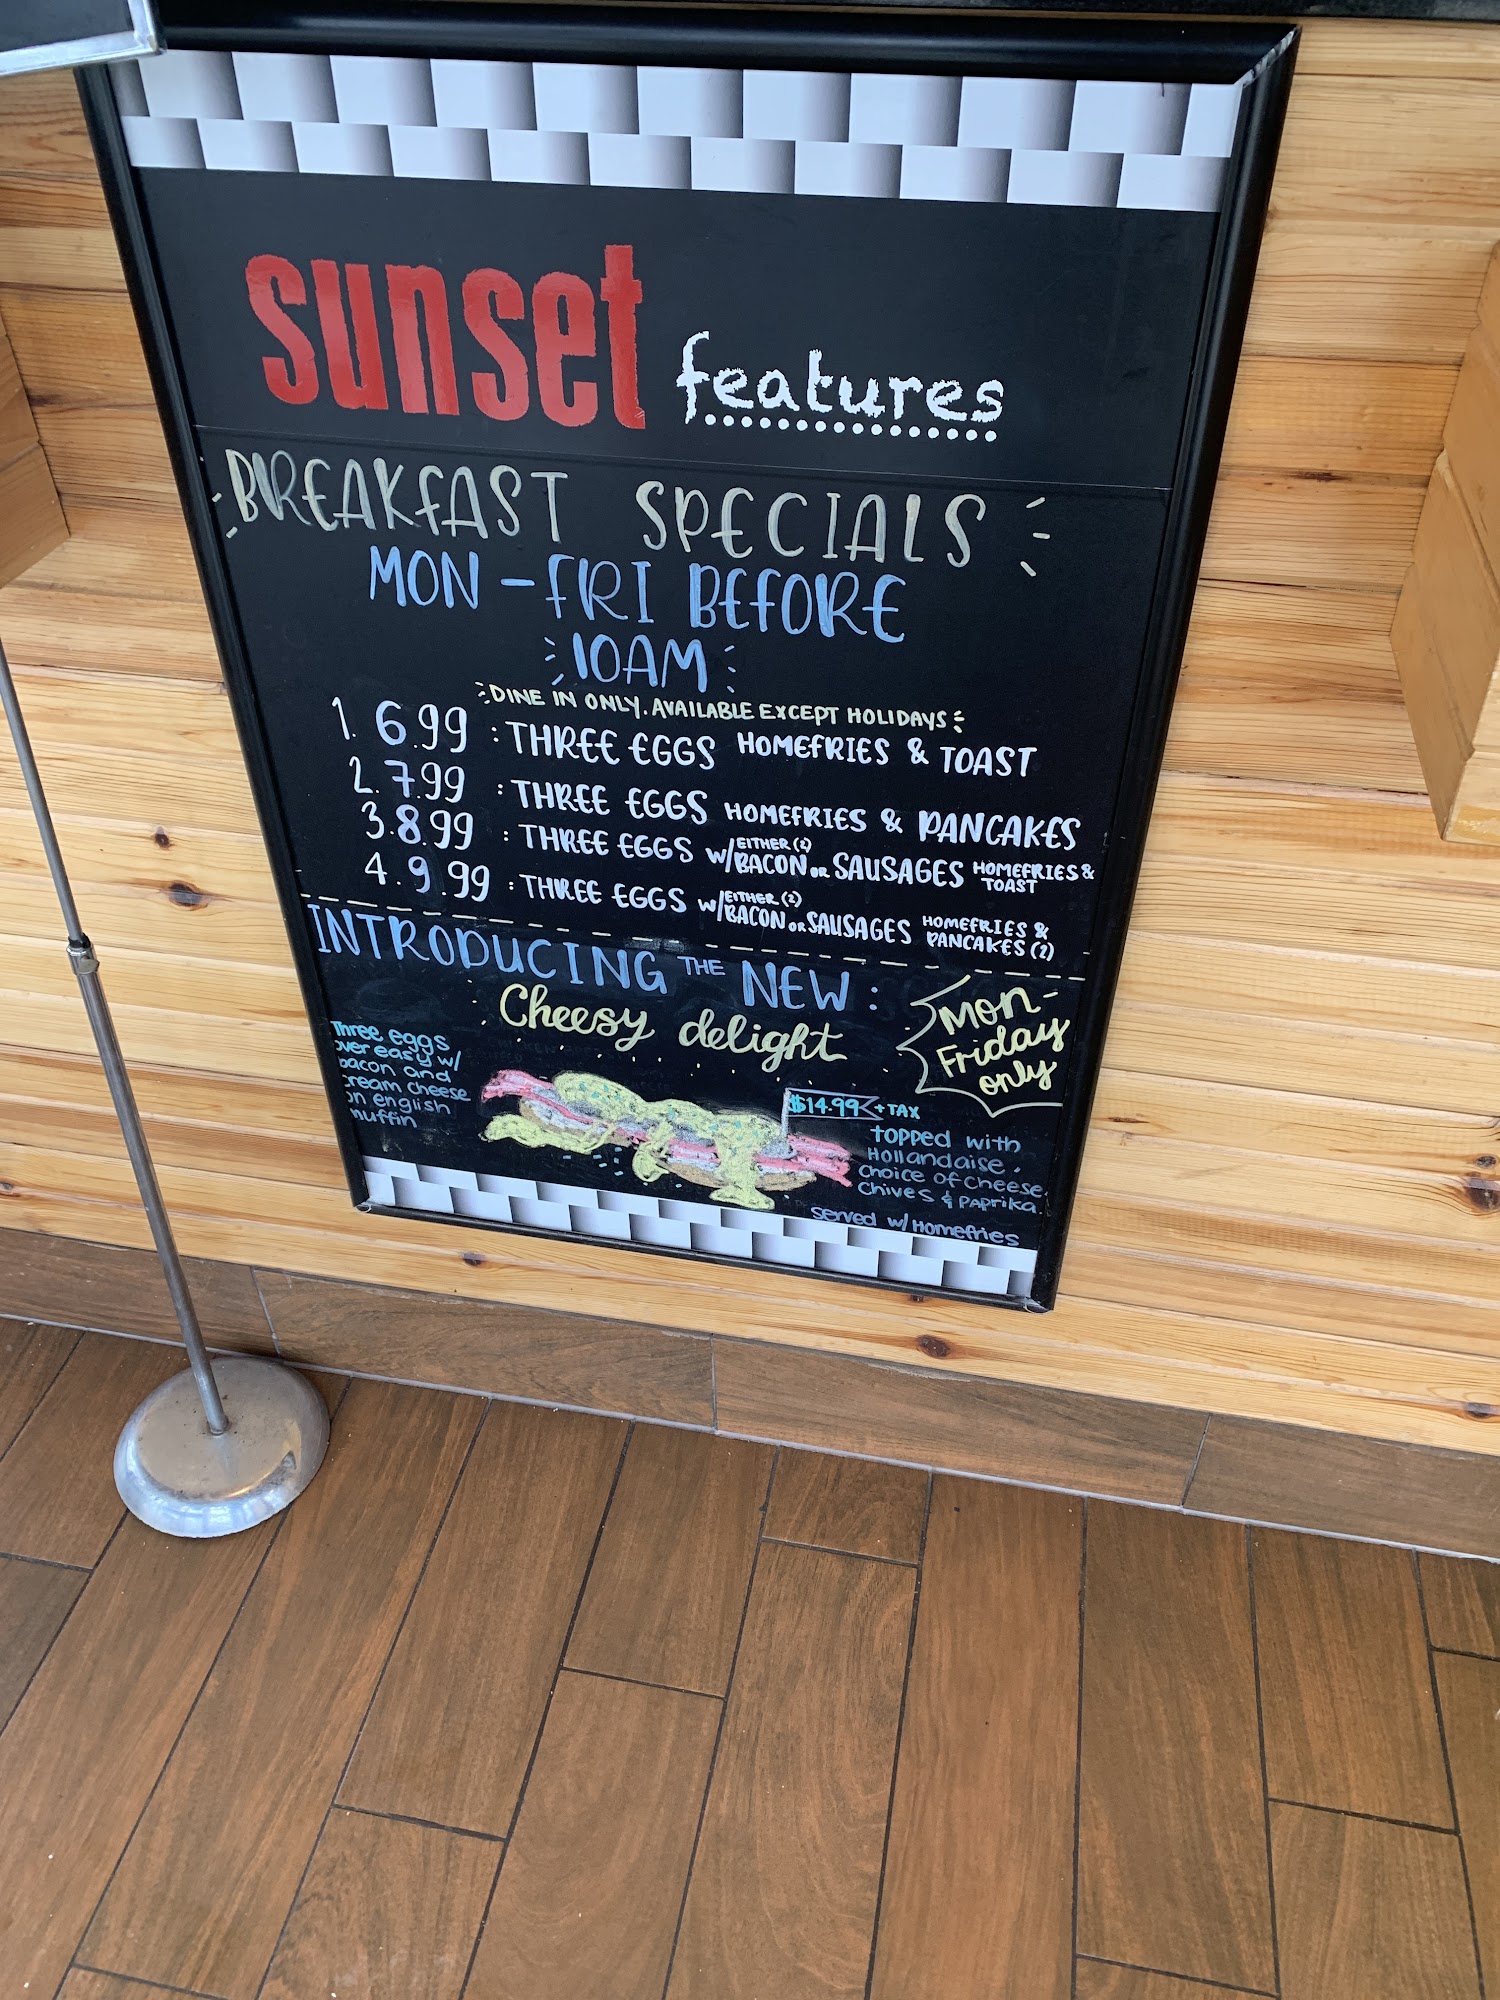 sunset features
BREAKFAST SPECIALS
MON - FRI BEFORE
10AM
DINE IN ONLY. AVAILABLE EXCEPT HOLIDAYS
1. 6.99 : THREE EGGS HOMEFRIES & TOAST
2. 7.99 : THREE EGGS HOMEFRIES & PANCAKES
3. 8.99 : THREE EGGS W/ EITHER (2) BACON OR SAUSAGES HOMEFRIES & TOAST
4. 9.99 : THREE EGGS W/ EITHER (2) BACON OR SAUSAGES HOMEFRIES & PANCAKES (2)
INTRODUCING THE NEW :
Cheesy delight
Mon-
Friday
only
Three eggs
over easy w/
bacon and
cream cheese
on english
muffin
$14.99 + TAX
topped with
Hollandaise,
choice of cheese,
chives & Paprika.
served w/ Homefries